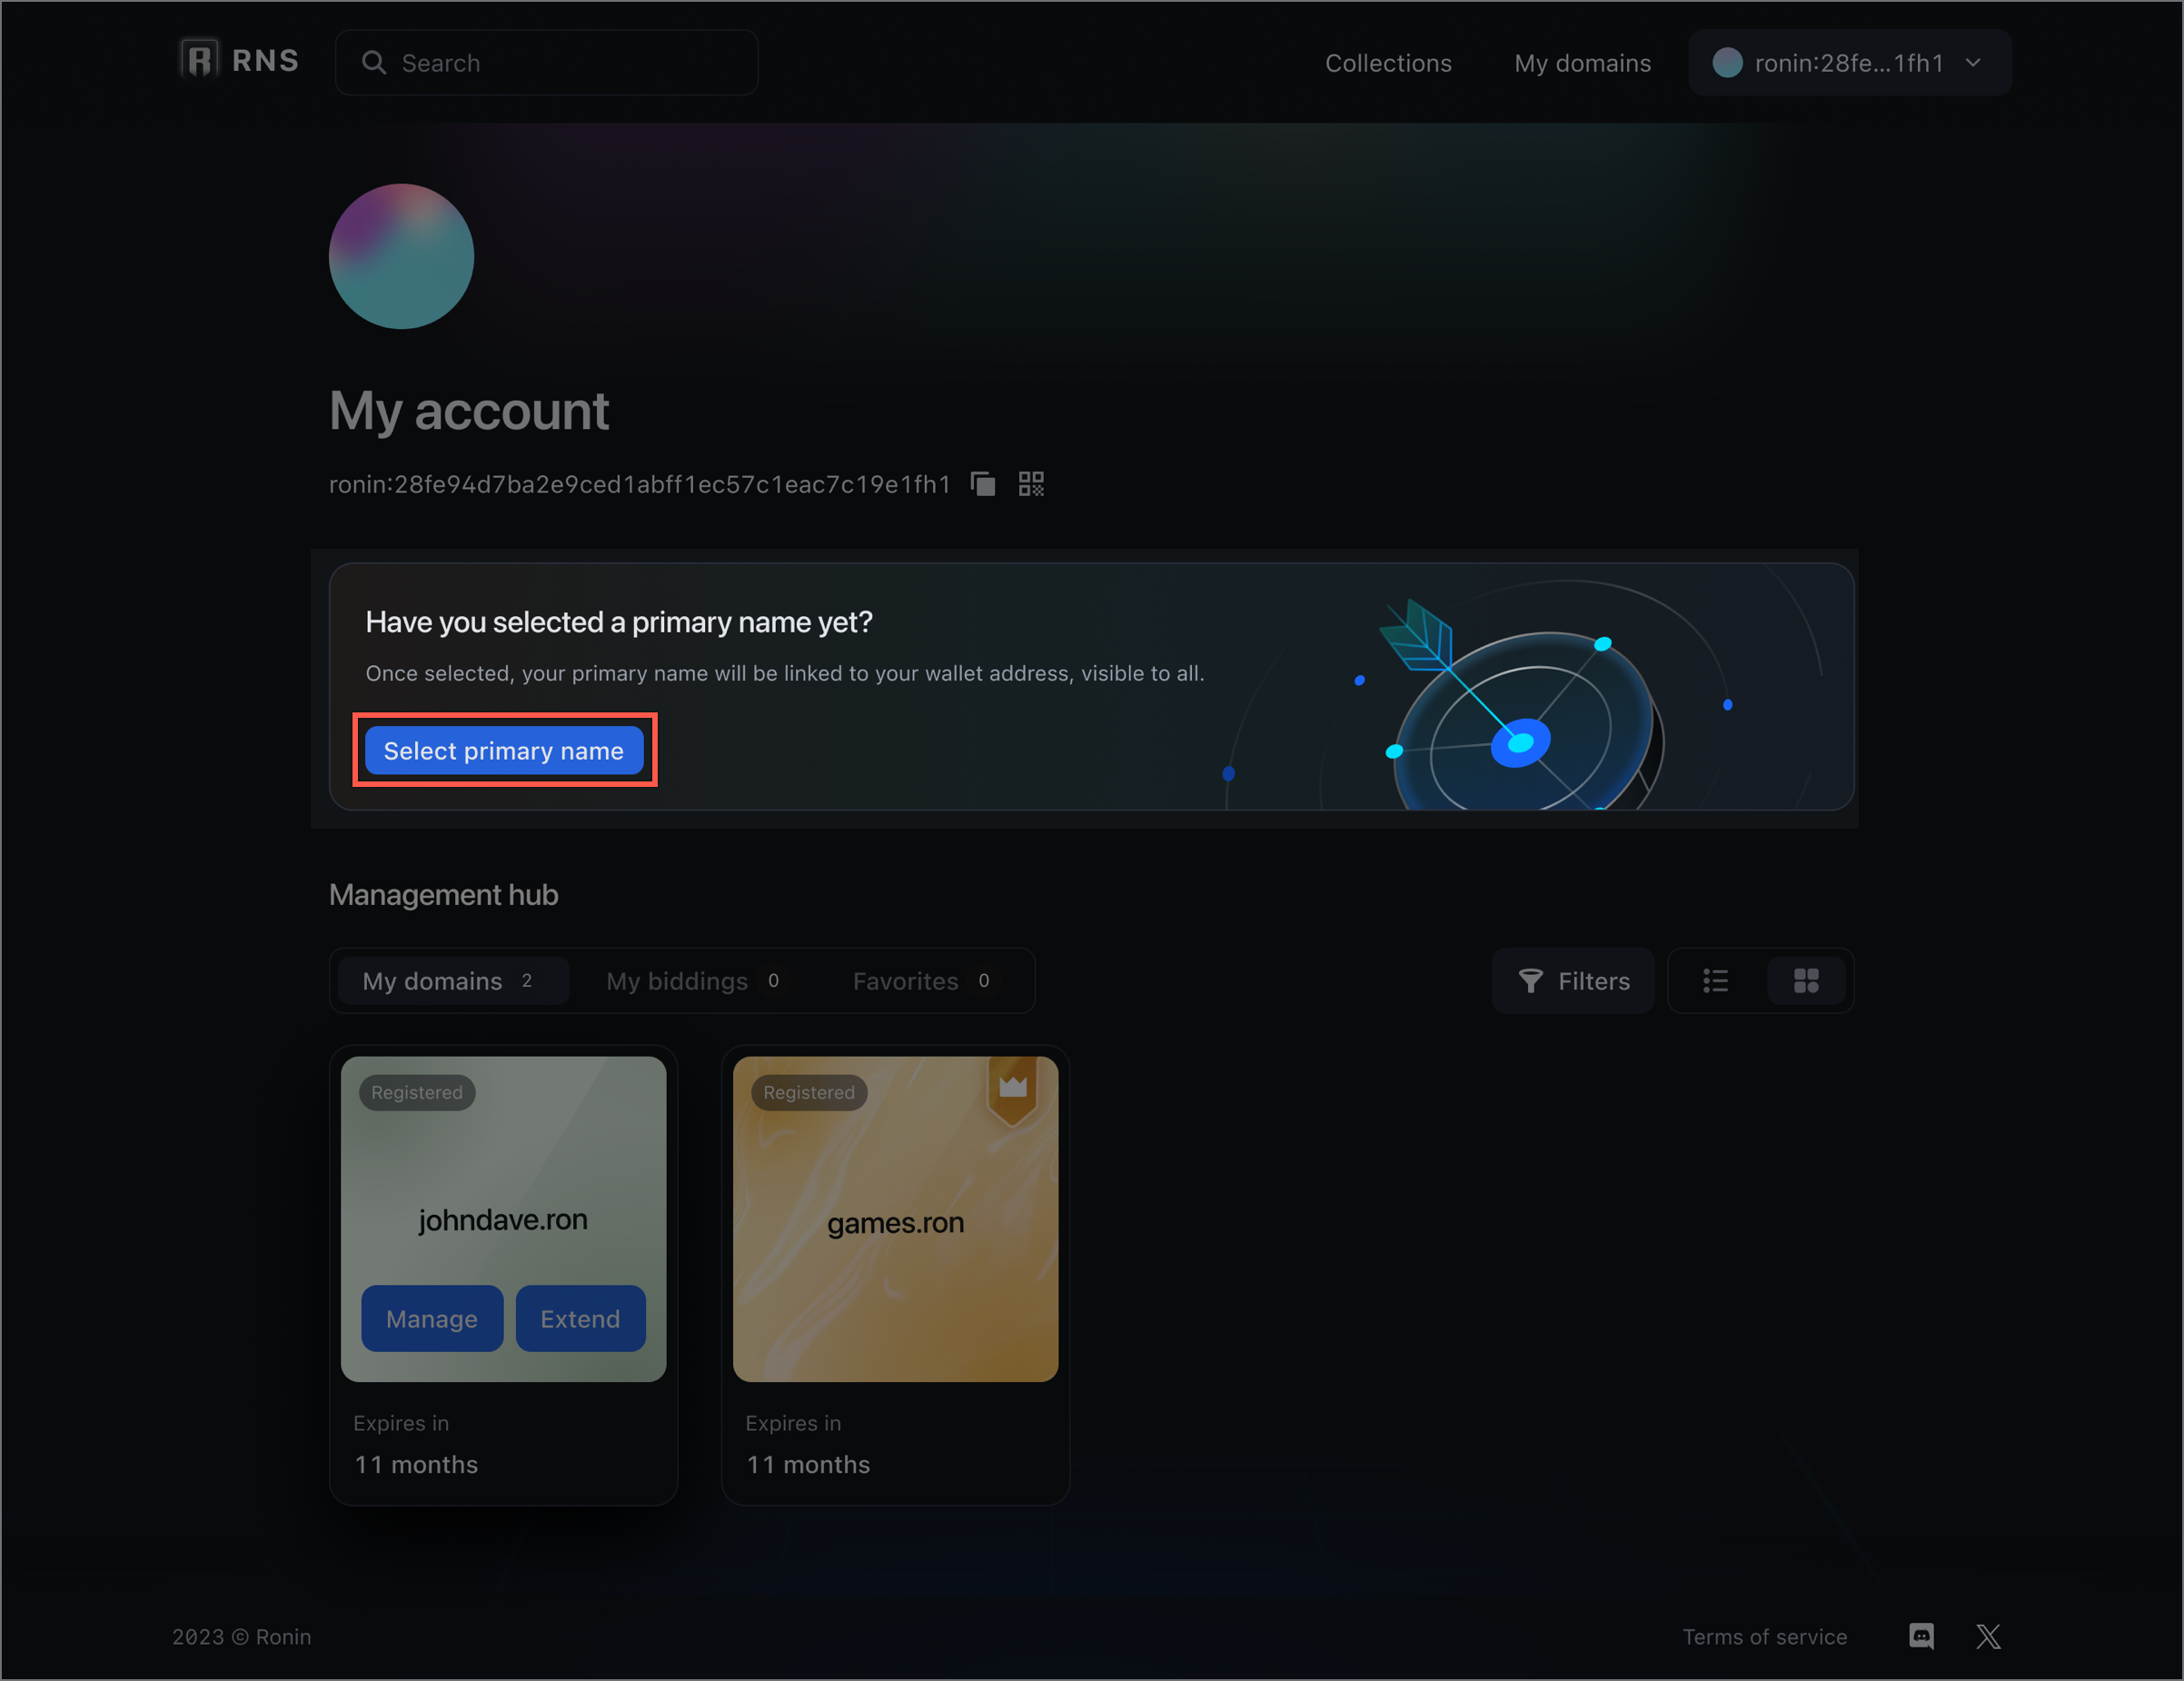 RNS
Search
Collections
My domains
ronin:28fe...1fh1
My account
ronin:28fe94d7ba2e9ced1abff1ec57c1eac7c19e1fh1
Have you selected a primary name yet?
Once selected, your primary name will be linked to your wallet address, visible to all.
Select primary name
Management hub
My domains 2
My biddings 0
Favorites 0
Filters
Registered
johndave.ron
Manage
Extend
Expires in
11 months
Registered
games.ron
Expires in
11 months
2023 © Ronin
Terms of service